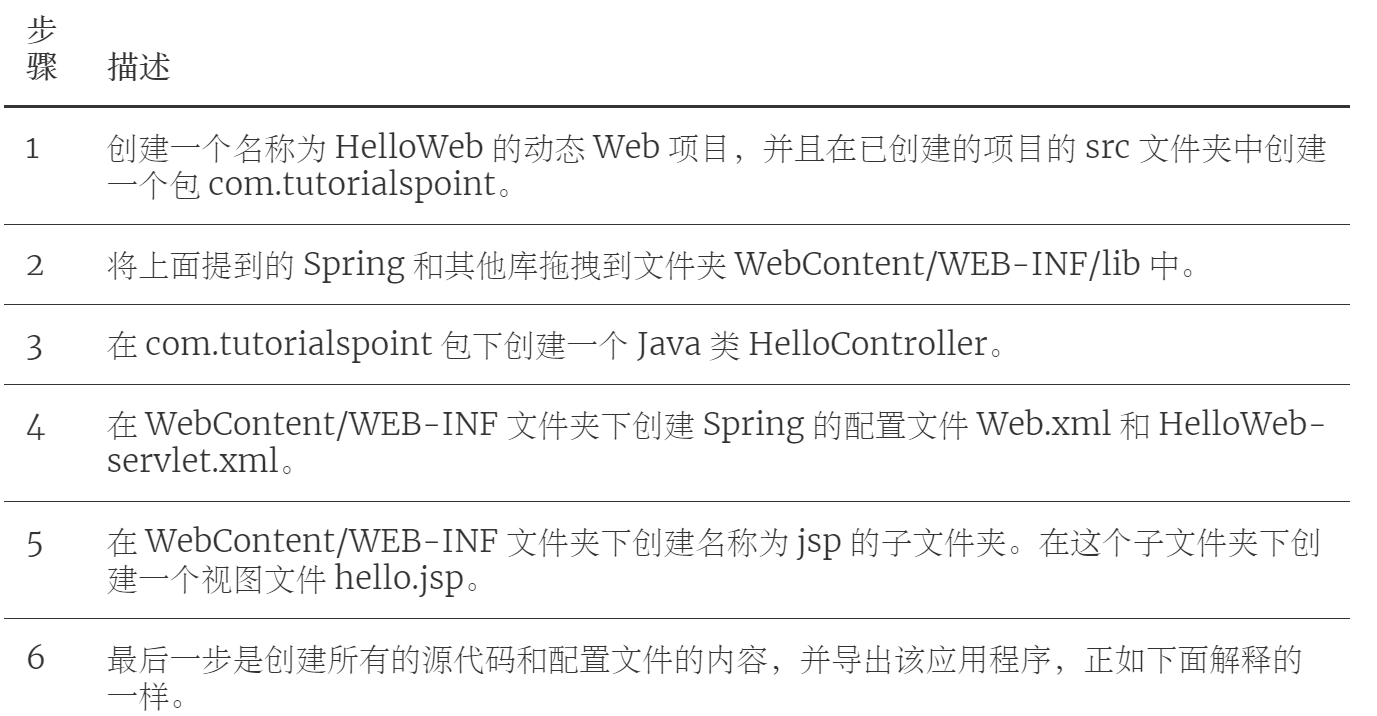 步
骤 描述
1 创建一个名称为 HelloWeb 的动态 Web 项目，并且在已创建的项目的 src 文件夹中创建
一个包 com.tutorialspoint。
2 将上面提到的 Spring 和其他库拖拽到文件夹 WebContent/WEB-INF/lib 中。
3 在 com.tutorialspoint 包下创建一个 Java 类 HelloController。
4 在 WebContent/WEB-INF 文件夹下创建 Spring 的配置文件 Web.xml 和 HelloWeb-
servlet.xml。
5 在 WebContent/WEB-INF 文件夹下创建名称为 jsp 的子文件夹。在这个子文件夹下创
建一个视图文件 hello.jsp。
6 最后一步是创建所有的源代码和配置文件的内容，并导出该应用程序，正如下面解释的
一样。